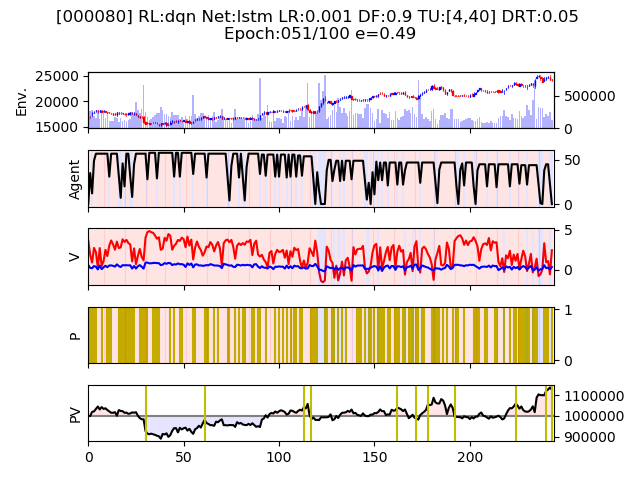 [000080] RL:dqn Net:lstm LR:0.001 DF:0.9 TU:[4,40] DRT:0.05
Epoch:051/100 e=0.49
Env.
25000
20000
15000
500000
0
Agent
50
0
V
5
0
P
1
0
PV
1100000
1000000
900000
0 50 100 150 200